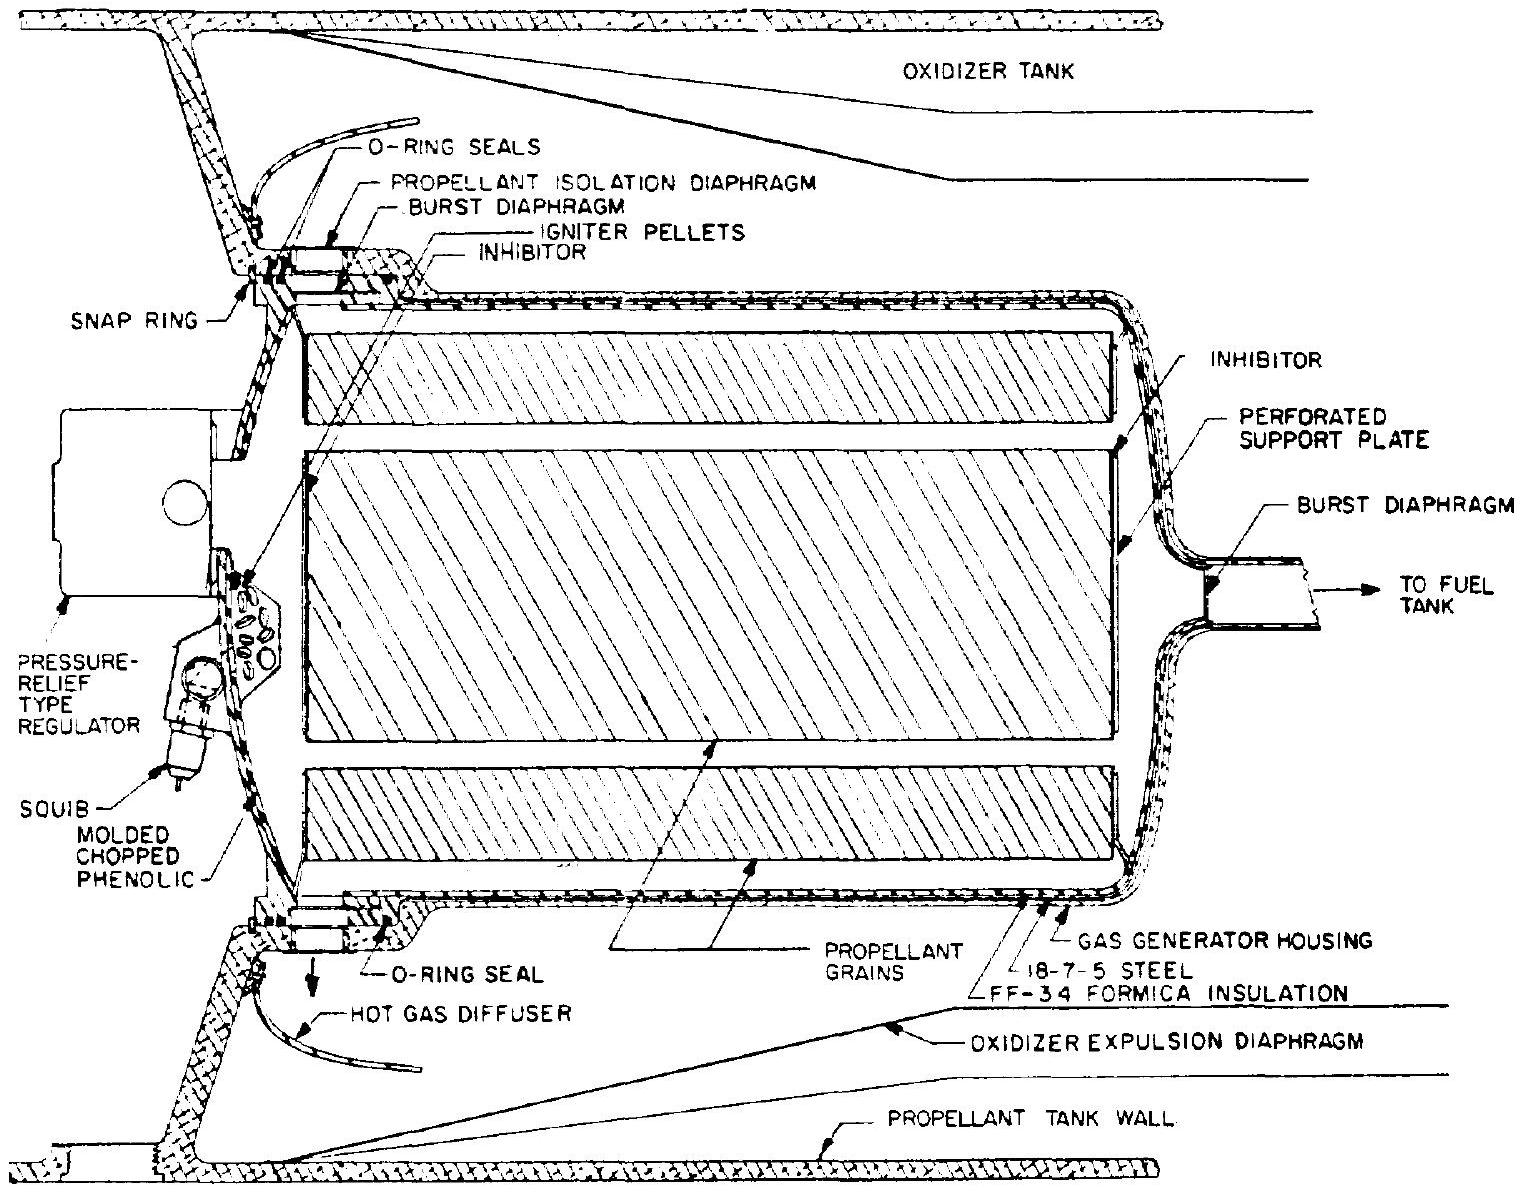 OXIDIZER TANK
O-RING SEALS
PROPELLANT ISOLATION DIAPHRAGM
BURST DIAPHRAGM
IGNITER PELLETS
INHIBITOR
SNAP RING
INHIBITOR
PERFORATED
SUPPORT PLATE
BURST DIAPHRAGM
TO FUEL
TANK
PRESSURE-
RELIEF
TYPE
REGULATOR
SQUIB
MOLDED
CHOPPED
PHENOLIC
PROPELLANT
GRAINS
GAS GENERATOR HOUSING
18-7-5 STEEL
FF-34 FORMICA INSULATION
O-RING SEAL
HOT GAS DIFFUSER
OXIDIZER EXPULSION DIAPHRAGM
PROPELLANT TANK WALL